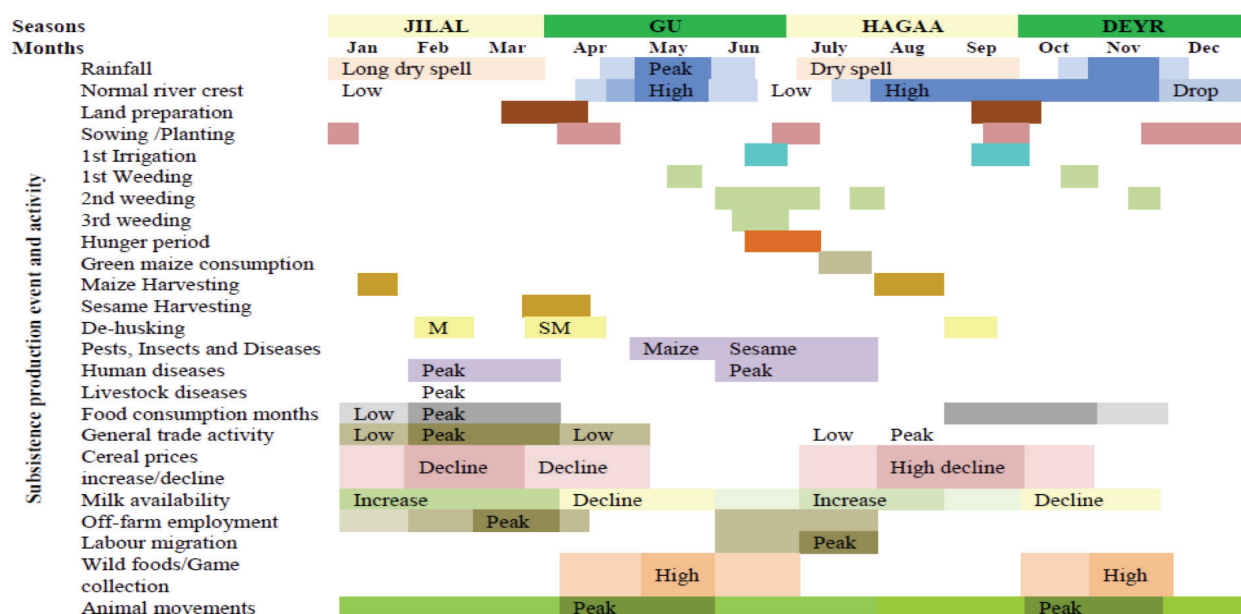 Seasons JILAL GU HAGAA DEYR
Months Jan Feb Mar Apr May Jun July Aug Sep Oct Nov Dec
Subsistence production event and activity
Rainfall Long dry spell Peak Dry spell
Normal river crest Low High Low High Drop
Land preparation
Sowing /Planting
1st Irrigation
1st Weeding
2nd weeding
3rd weeding
Hunger period
Green maize consumption
Maize Harvesting
Sesame Harvesting
De-husking M SM
Pests, Insects and Diseases Maize Sesame
Human diseases Peak Peak
Livestock diseases Peak
Food consumption months Low Peak
General trade activity Low Peak Low Low Peak
Cereal prices
increase/decline Decline Decline High decline
Milk availability Increase Decline Increase Decline
Off-farm employment Peak
Labour migration Peak
Wild foods/Game
collection High High
Animal movements Peak Peak